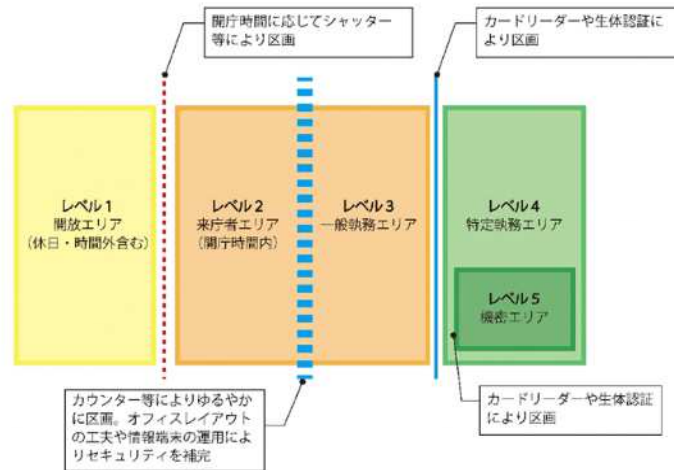 開庁時間に応じてシャッター
等により区画
カードリーダーや生体認証に
より区画
レベル1
開放エリア
（休日・時間外含む）
レベル2
来庁者エリア
（開庁時間内）
レベル3
一般執務エリア
レベル4
特定執務エリア
レベル5
機密エリア
カウンター等によりゆるやか
に区画。オフィスレイアウト
の工夫や情報端末の運用によ
りセキュリティを補完
カードリーダーや生体認証
により区画